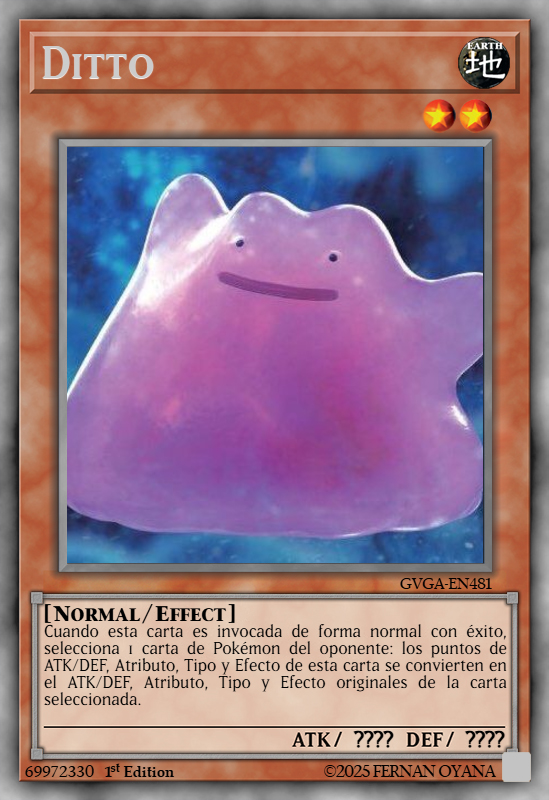 DITTO
EARTH
地
GVGA-EN481
[NORMAL/EFFECT]
Cuando esta carta es invocada de forma normal con éxito,
selecciona 1 carta de Pokémon del oponente: los puntos de
ATK/DEF, Atributo, Tipo y Efecto de esta carta se convierten en
el ATK/DEF, Atributo, Tipo y Efecto originales de la carta
seleccionada.
ATK/ ???? DEF/ ????
69972330 1st Edition ©2025 FERNAN OYANA